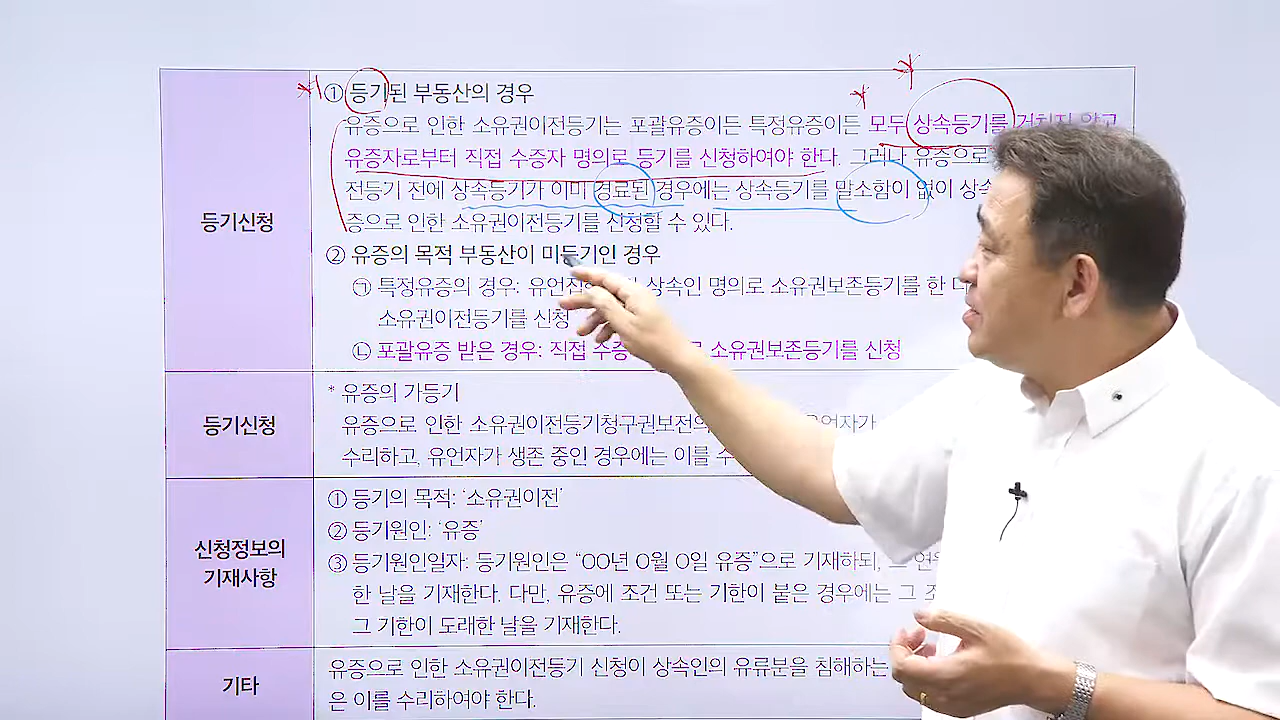 등기신청
① 등기된 부동산의 경우
유증으로 인한 소유권이전등기는 포괄유증이든 특정유증이든 모두 상속등기를 거치지 않고
유증자로부터 직접 수증자 명의로 등기를 신청하여야 한다. 그러나 유증으로
전등기 전에 상속등기가 이미 경료된 경우에는 상속등기를 말소함이 없이
증으로 인한 소유권이전등기를 신청할 수 있다.
② 유증의 목적 부동산이 미등기인 경우
㉠ 특정유증의 경우: 상속인 명의로 소유권보존등기를 한
소유권이전등기를 신청
㉡ 포괄유증 받은 경우: 직접 소유권보존등기를 신청
등기신청
* 유증의 가등기
유증으로 인한 소유권이전등기청구권보전의
수리하고, 유언자가 생존 중인 경우에는 이를
신청정보의
기재사항
① 등기의 목적: ‘소유권이전’
② 등기원인: ‘유증’
③ 등기원인일자: 등기원인은 “00년 0월 0일 유증”으로 기재하되,
한 날을 기재한다. 다만, 유증에 조건 또는 기한이 붙은 경우에는 그
그 기한이 도래한 날을 기재한다.
기타
유증으로 인한 소유권이전등기 신청이 상속인의 유류분을 침해하는
은 이를 수리하여야 한다.